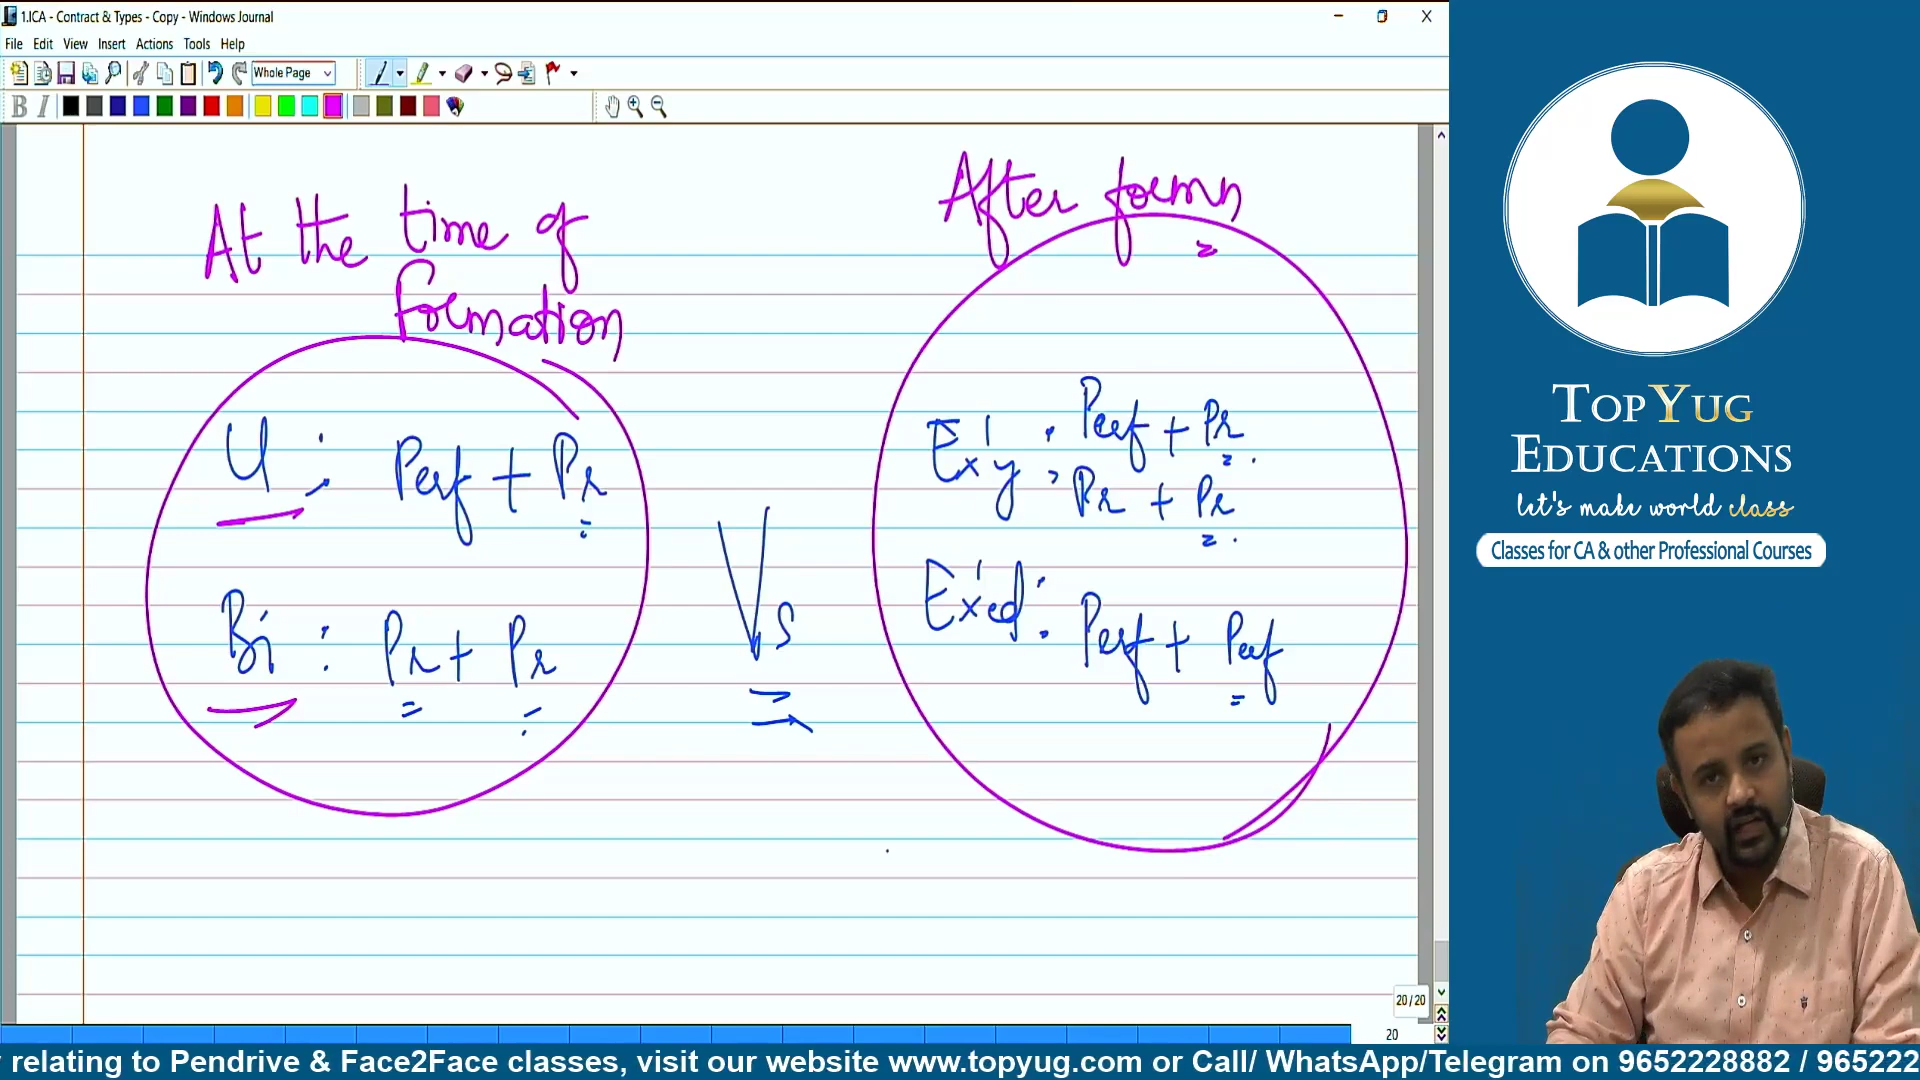 1.ICA - Contract & Types - Copy - Windows Journal
File Edit View Insert Actions Tools Help
Whole Page
B I
At the time of
formation
U : Perf + Pr
Bi : Pr + Pr
Vs
After formn
Ex'y : Perf + Pr
, Pr + Pr
Ex'ed : Perf + Perf
20 / 20
20
TOPYUG
EDUCATIONS
let's make world class
Classes for CA & other Professional Courses
relating to Pendrive & Face2Face classes, visit our website www.topyug.com or Call/ WhatsApp/Telegram on 9652228882 / 965222